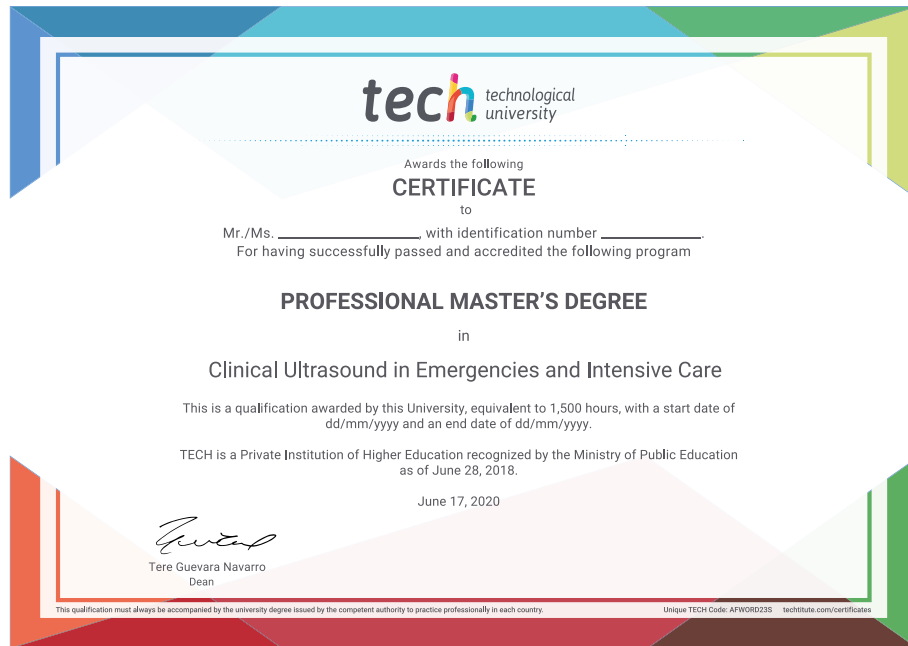 tech technological
university
Awards the following
CERTIFICATE
to
Mr./Ms. ____________, with identification number ____________.
For having successfully passed and accredited the following program
PROFESSIONAL MASTER'S DEGREE
in
Clinical Ultrasound in Emergencies and Intensive Care
This is a qualification awarded by this University, equivalent to 1,500 hours, with a start date of
dd/mm/yyyy and an end date of dd/mm/yyyy.
TECH is a Private Institution of Higher Education recognized by the Ministry of Public Education
as of June 28, 2018.
June 17, 2020
Tere Guevara Navarro
Dean
This qualification must always be accompanied by the university degree issued by the competent authority to practice professionally in each country.
Unique TECH Code: AFWORD23S techtitute.com/certificates